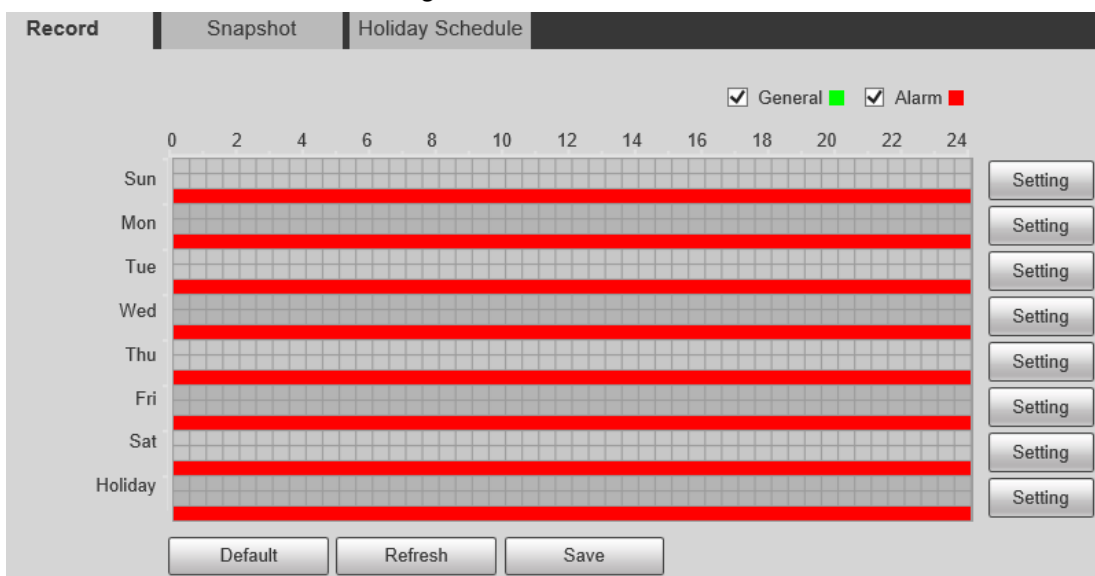 Record Snapshot Holiday Schedule
General Alarm
0 2 4 6 8 10 12 14 16 18 20 22 24
Sun Setting
Mon Setting
Tue Setting
Wed Setting
Thu Setting
Fri Setting
Sat Setting
Holiday Setting
Default Refresh Save